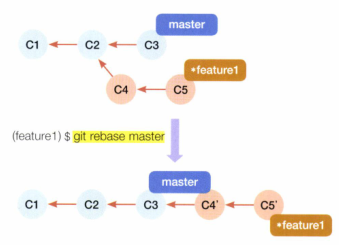 master
C1 C2 C3
*feature1
C4 C5
(feature1) $ git rebase master
master
C1 C2 C3 C4' C5'
*feature1